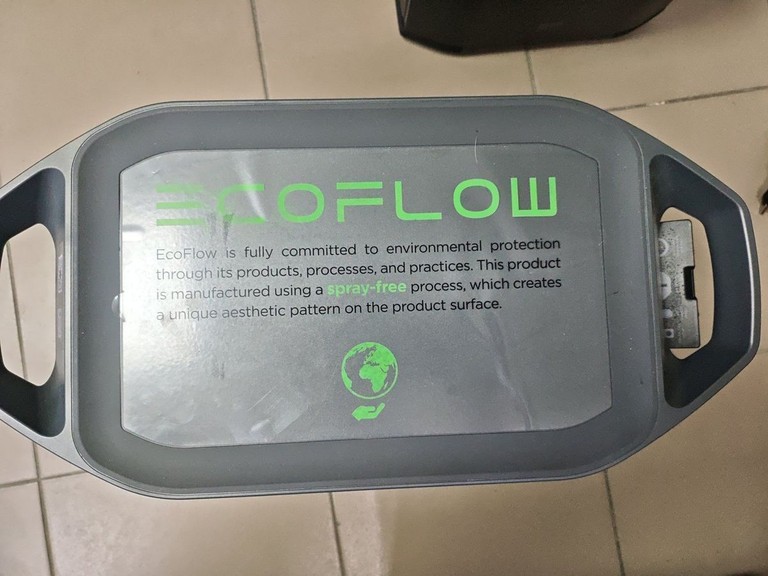 ECOFLOW
EcoFlow is fully committed to environmental protection
through its products, processes, and practices. This product
is manufactured using a spray-free process, which creates
a unique aesthetic pattern on the product surface.